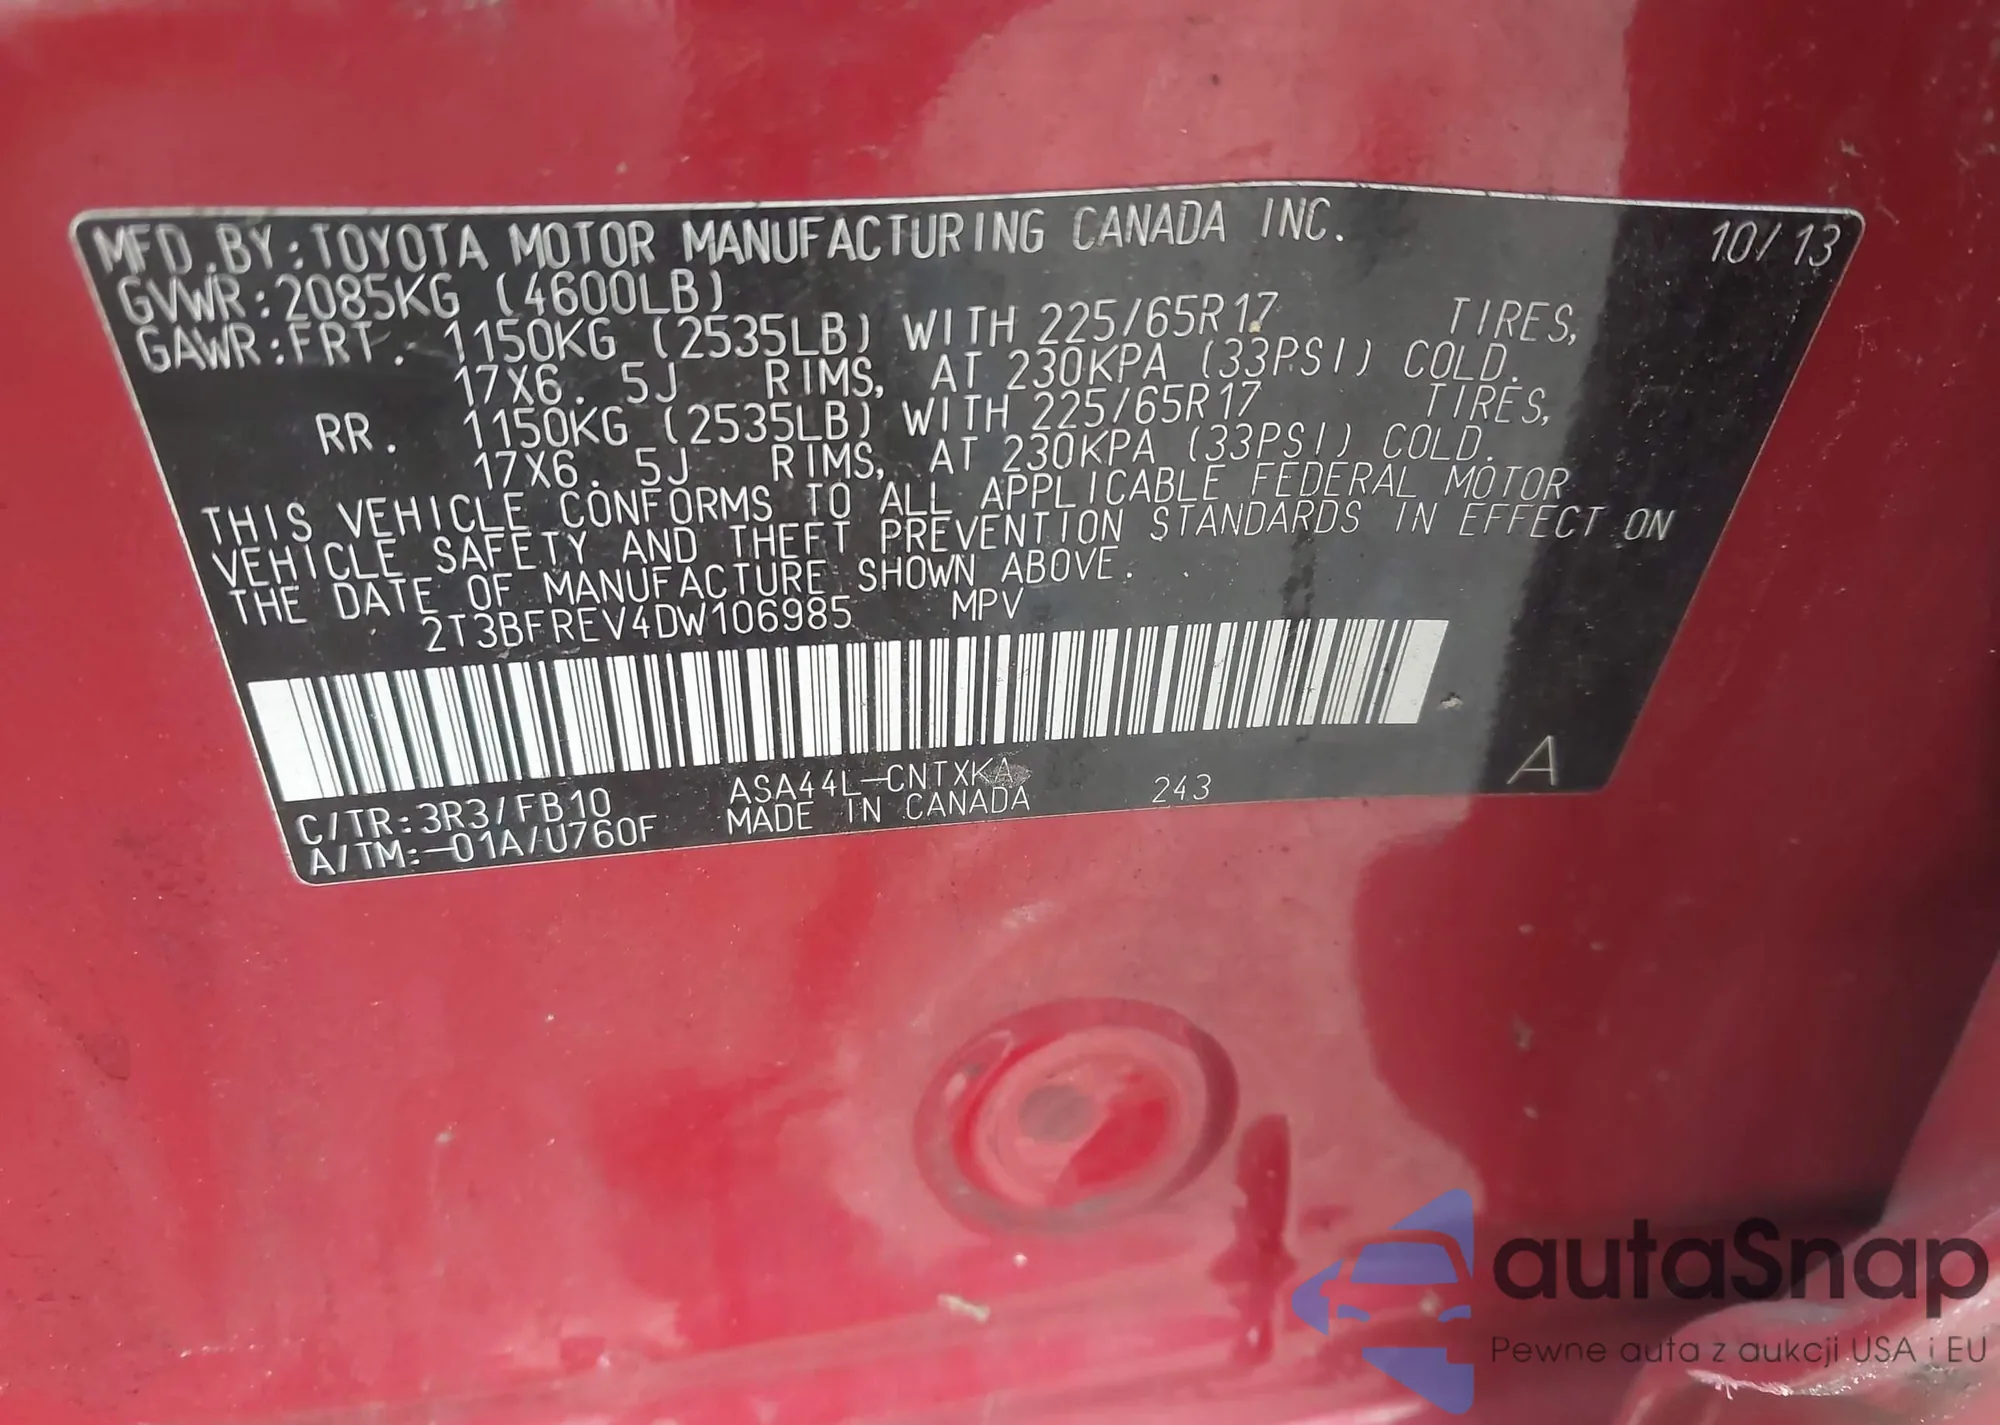 MFD.BY:TOYOTA MOTOR MANUFACTURING CANADA INC. 10/13
GVWR:2085KG (4600LB)
GAWR:FRT. 1150KG (2535LB) WITH 225/65R17 TIRES,
17X6.5J RIMS, AT 230KPA (33PSI) COLD.
RR. 1150KG (2535LB) WITH 225/65R17 TIRES,
17X6.5J RIMS, AT 230KPA (33PSI) COLD.
THIS VEHICLE CONFORMS TO ALL APPLICABLE FEDERAL MOTOR
VEHICLE SAFETY AND THEFT PREVENTION STANDARDS IN EFFECT ON
THE DATE OF MANUFACTURE SHOWN ABOVE.
2T3BFREV4DW106985 MPV
C/TR:3R3/FB10 ASA44L-CNTXKA 243 A
A/TM:-01A/U760F MADE IN CANADA
autaSnap
Pewne auta z aukcji USA i EU